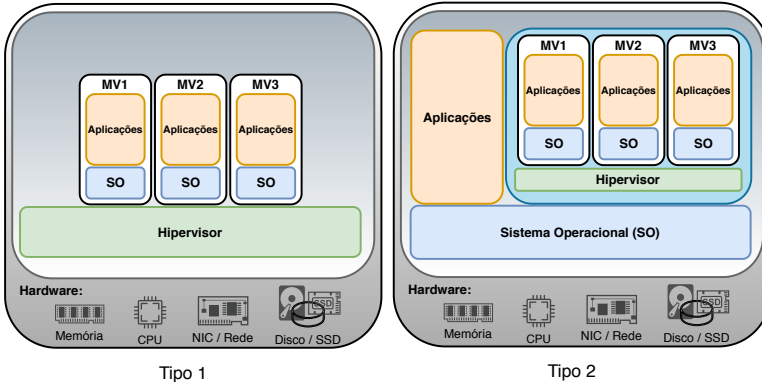 MV1
MV2
MV3
Aplicações
Aplicações
Aplicações
SO
SO
SO
Hipervisor
Hardware:
Memória
CPU
NIC / Rede
SSD
Disco / SSD
Tipo 1
Aplicações
MV1
MV2
MV3
Aplicações
Aplicações
Aplicações
SO
SO
SO
Hipervisor
Sistema Operacional (SO)
Hardware:
Memória
CPU
NIC / Rede
SSD
Disco / SSD
Tipo 2